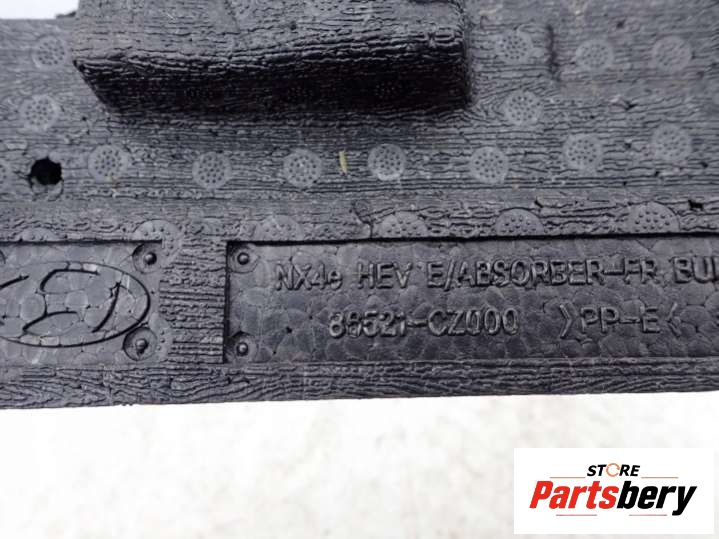 NX4e HEV E/ABSORBER-FR BU
86521-CZ000 >PP-E<
STORE
Partsbery